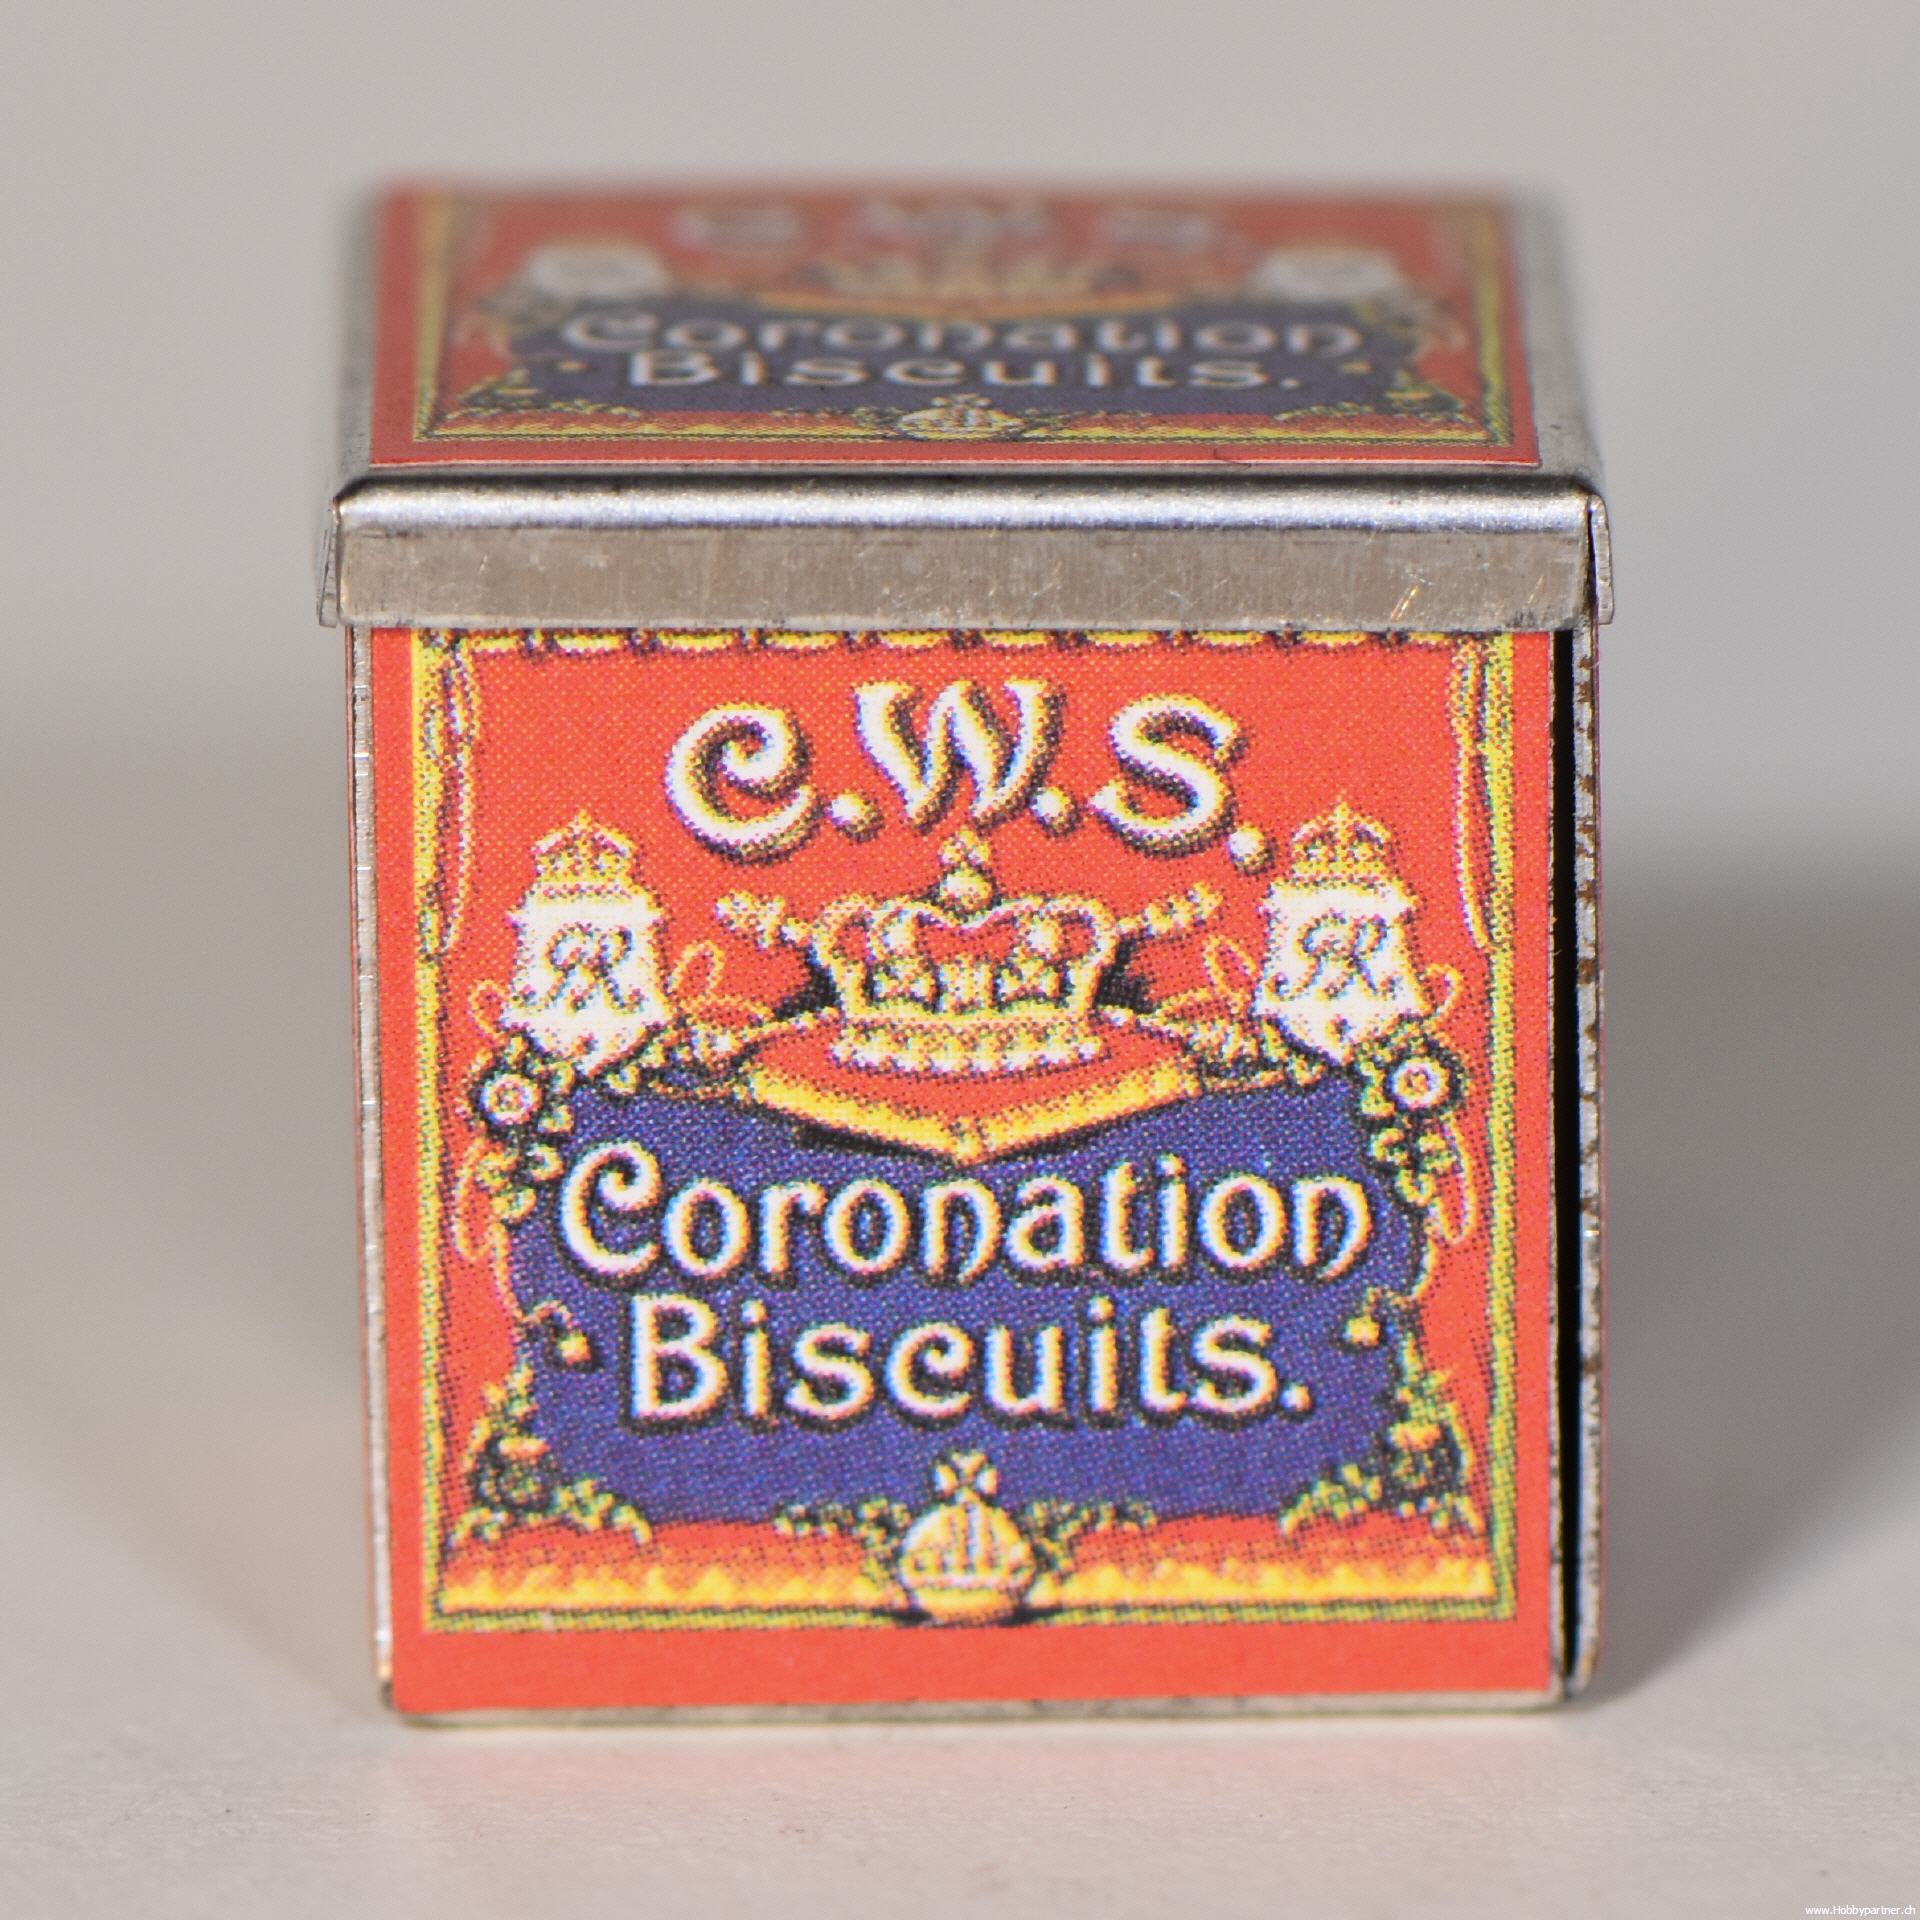 Coronation
Biscuits.
C.W.S.
Coronation
Biscuits.
www.Hobbypartner.ch